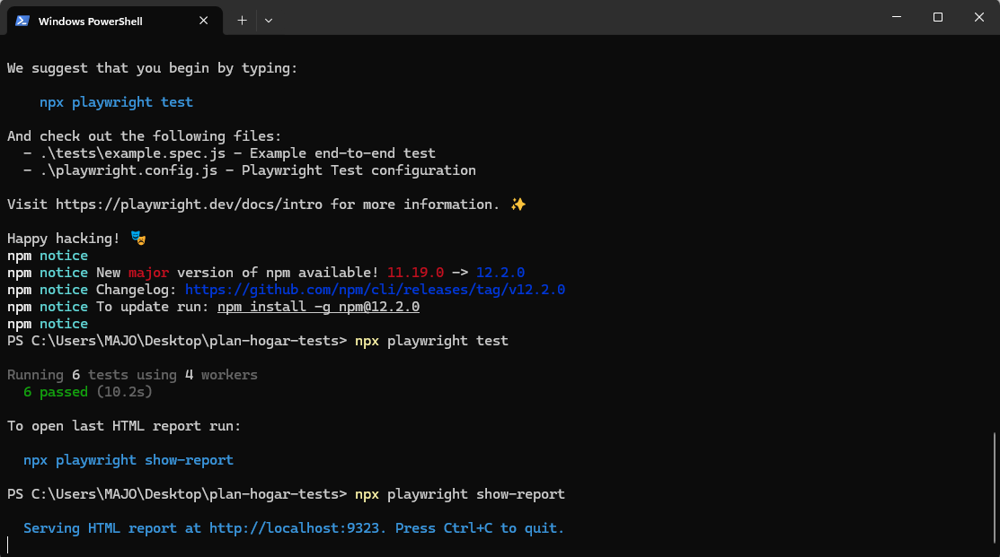 Windows PowerShell
We suggest that you begin by typing:
npx playwright test
And check out the following files:
- .\tests\example.spec.js - Example end-to-end test
- .\playwright.config.js - Playwright Test configuration
Visit https://playwright.dev/docs/intro for more information. ✨
Happy hacking! 🎭
npm notice
npm notice New major version of npm available! 11.19.0 -> 12.2.0
npm notice Changelog: https://github.com/npm/cli/releases/tag/v12.2.0
npm notice To update run: npm install -g npm@12.2.0
npm notice
PS C:\Users\MAJO\Desktop\plan-hogar-tests> npx playwright test
Running 6 tests using 4 workers
6 passed (10.2s)
To open last HTML report run:
npx playwright show-report
PS C:\Users\MAJO\Desktop\plan-hogar-tests> npx playwright show-report
Serving HTML report at http://localhost:9323. Press Ctrl+C to quit.